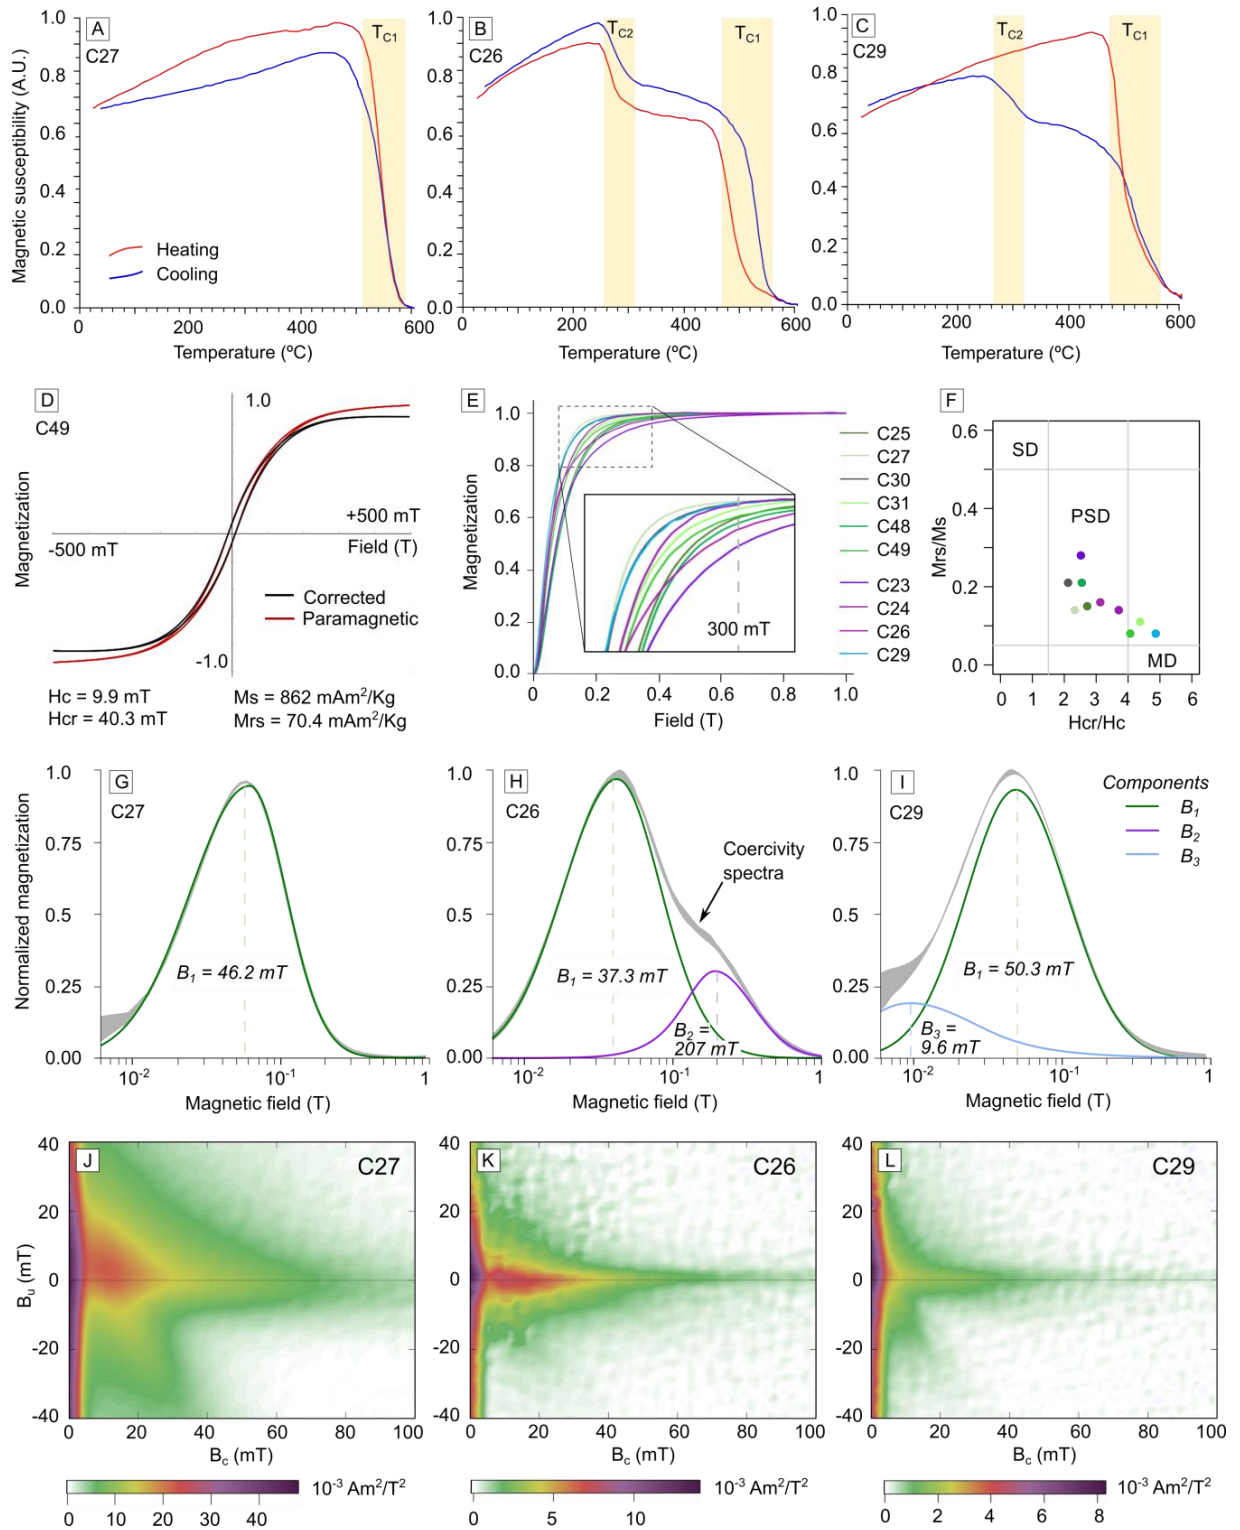 A
C27
T_C1
Magnetic susceptibility (A.U.)
1.0
0.8
0.6
0.4
0.2
0.0
Heating
Cooling
0 200 400 600
Temperature (ºC)
B
C26
T_C2
T_C1
1.0
0.8
0.6
0.4
0.2
0.0
0 200 400 600
Temperature (ºC)
C
C29
T_C2
T_C1
1.0
0.8
0.6
0.4
0.2
0.0
0 200 400 600
Temperature (ºC)
D
C49
1.0
Magnetization
+500 mT
-500 mT
Field (T)
Corrected
Paramagnetic
-1.0
Hc = 9.9 mT
Hcr = 40.3 mT
Ms = 862 mAm²/Kg
Mrs = 70.4 mAm²/Kg
E
Magnetization
1.0
0.8
0.6
0.4
0.2
0.0
300 mT
0 0.2 0.4 0.6 0.8 1.0
Field (T)
C25
C27
C30
C31
C48
C49
C23
C24
C26
C29
F
Mrs/Ms
0.6
0.4
0.2
0.0
SD
PSD
MD
0 1 2 3 4 5 6
Hcr/Hc
G
C27
Normalized magnetization
1.0
0.75
0.5
0.25
0.00
B₁ = 46.2 mT
10⁻² 10⁻¹ 1
Magnetic field (T)
H
C26
1.0
0.75
0.5
0.25
0.00
Coercivity
spectra
B₁ = 37.3 mT
B₂ =
207 mT
10⁻² 10⁻¹ 1
Magnetic field (T)
I
C29
1.0
0.75
0.5
0.25
0.00
Components
B₁
B₂
B₃
B₁ = 50.3 mT
B₃ =
9.6 mT
10⁻² 10⁻¹ 1
Magnetic field (T)
J
C27
B_u (mT)
40
20
0
-20
-40
0 20 40 60 80 100
B_c (mT)
0 10 20 30 40
10⁻³ Am²/T²
K
C26
40
20
0
-20
-40
0 20 40 60 80 100
B_c (mT)
0 5 10
10⁻³ Am²/T²
L
C29
40
20
0
-20
-40
0 20 40 60 80 100
B_c (mT)
0 2 4 6 8
10⁻³ Am²/T²